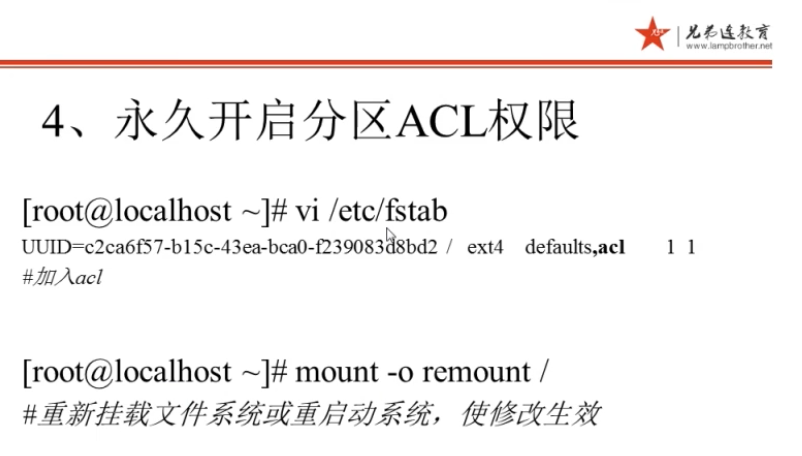 兄弟连教育
www.lampbrother.net
4、永久开启分区ACL权限
[root@localhost ~]# vi /etc/fstab
UUID=c2ca6f57-b15c-43ea-bca0-f239083d8bd2 / ext4 defaults,acl 1 1
#加入acl
[root@localhost ~]# mount -o remount /
#重新挂载文件系统或重启动系统，使修改生效